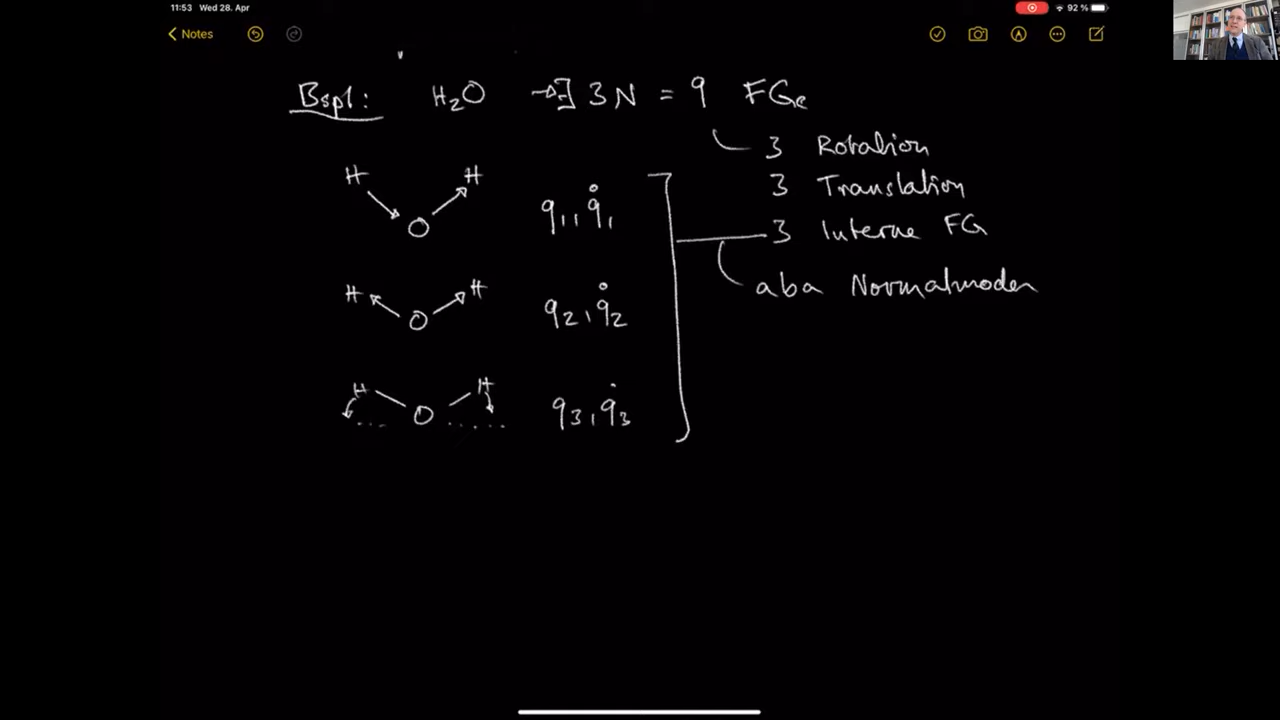 11:53 Wed 28. Apr 92 %
Notes
Bspl: H₂O → ∃ 3N = 9 FGe
3 Rotation
3 Translation
3 Interne FG
aka Normalmoden
H H
O
q₁, q̇₁
H H
O
q₂, q̇₂
H H
O
q₃, q̇₃